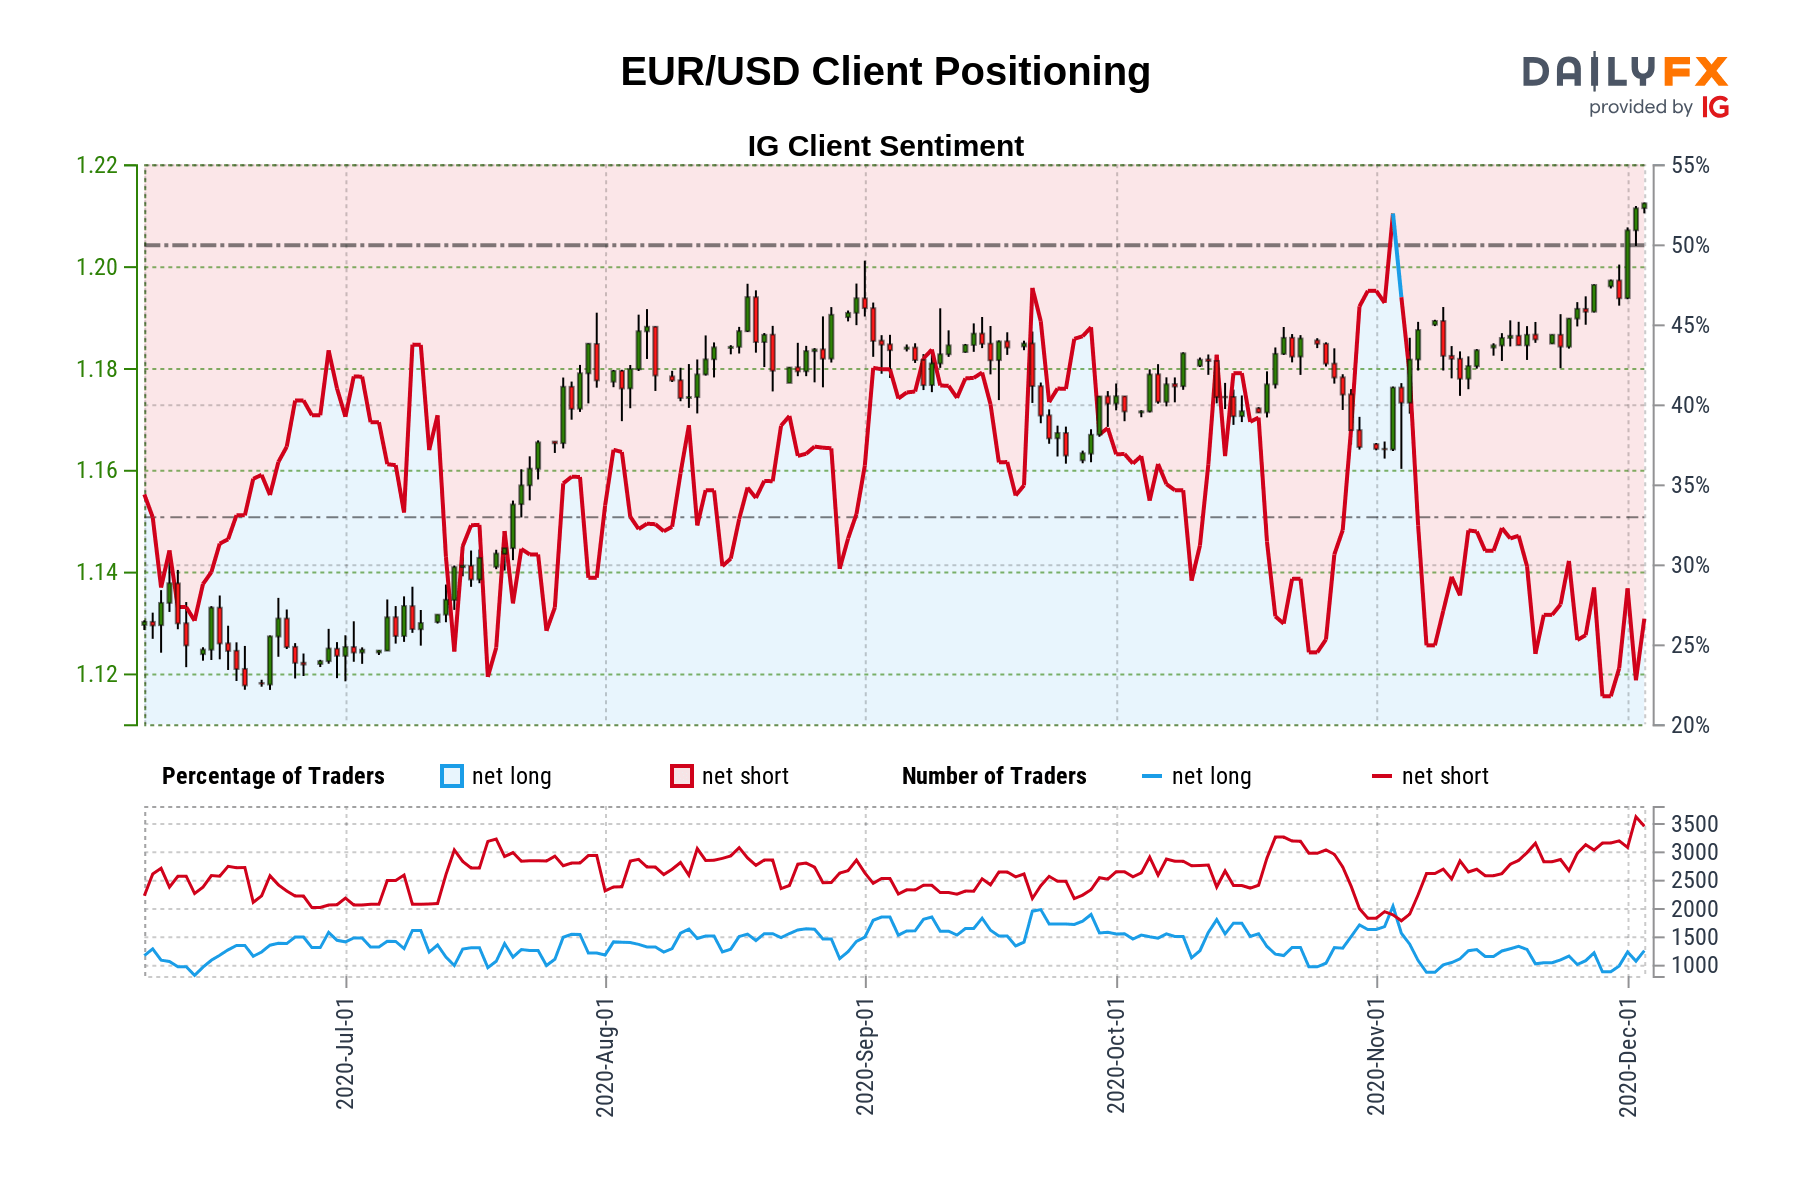 EUR/USD Client Positioning
DAILYFX
provided by IG
IG Client Sentiment
1.22
1.20
1.18
1.16
1.14
1.12
55%
50%
45%
40%
35%
30%
25%
20%
Percentage of Traders net long net short Number of Traders net long net short
3500
3000
2500
2000
1500
1000
2020-Jul-01
2020-Aug-01
2020-Sep-01
2020-Oct-01
2020-Nov-01
2020-Dec-01